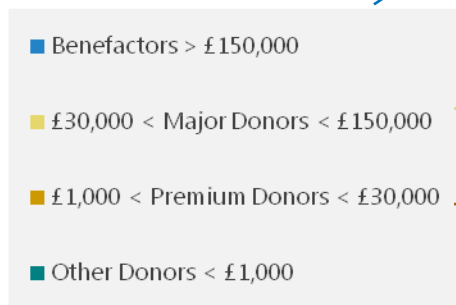 Benefactors > £150,000
£30,000 < Major Donors < £150,000
£1,000 < Premium Donors < £30,000
Other Donors < £1,000